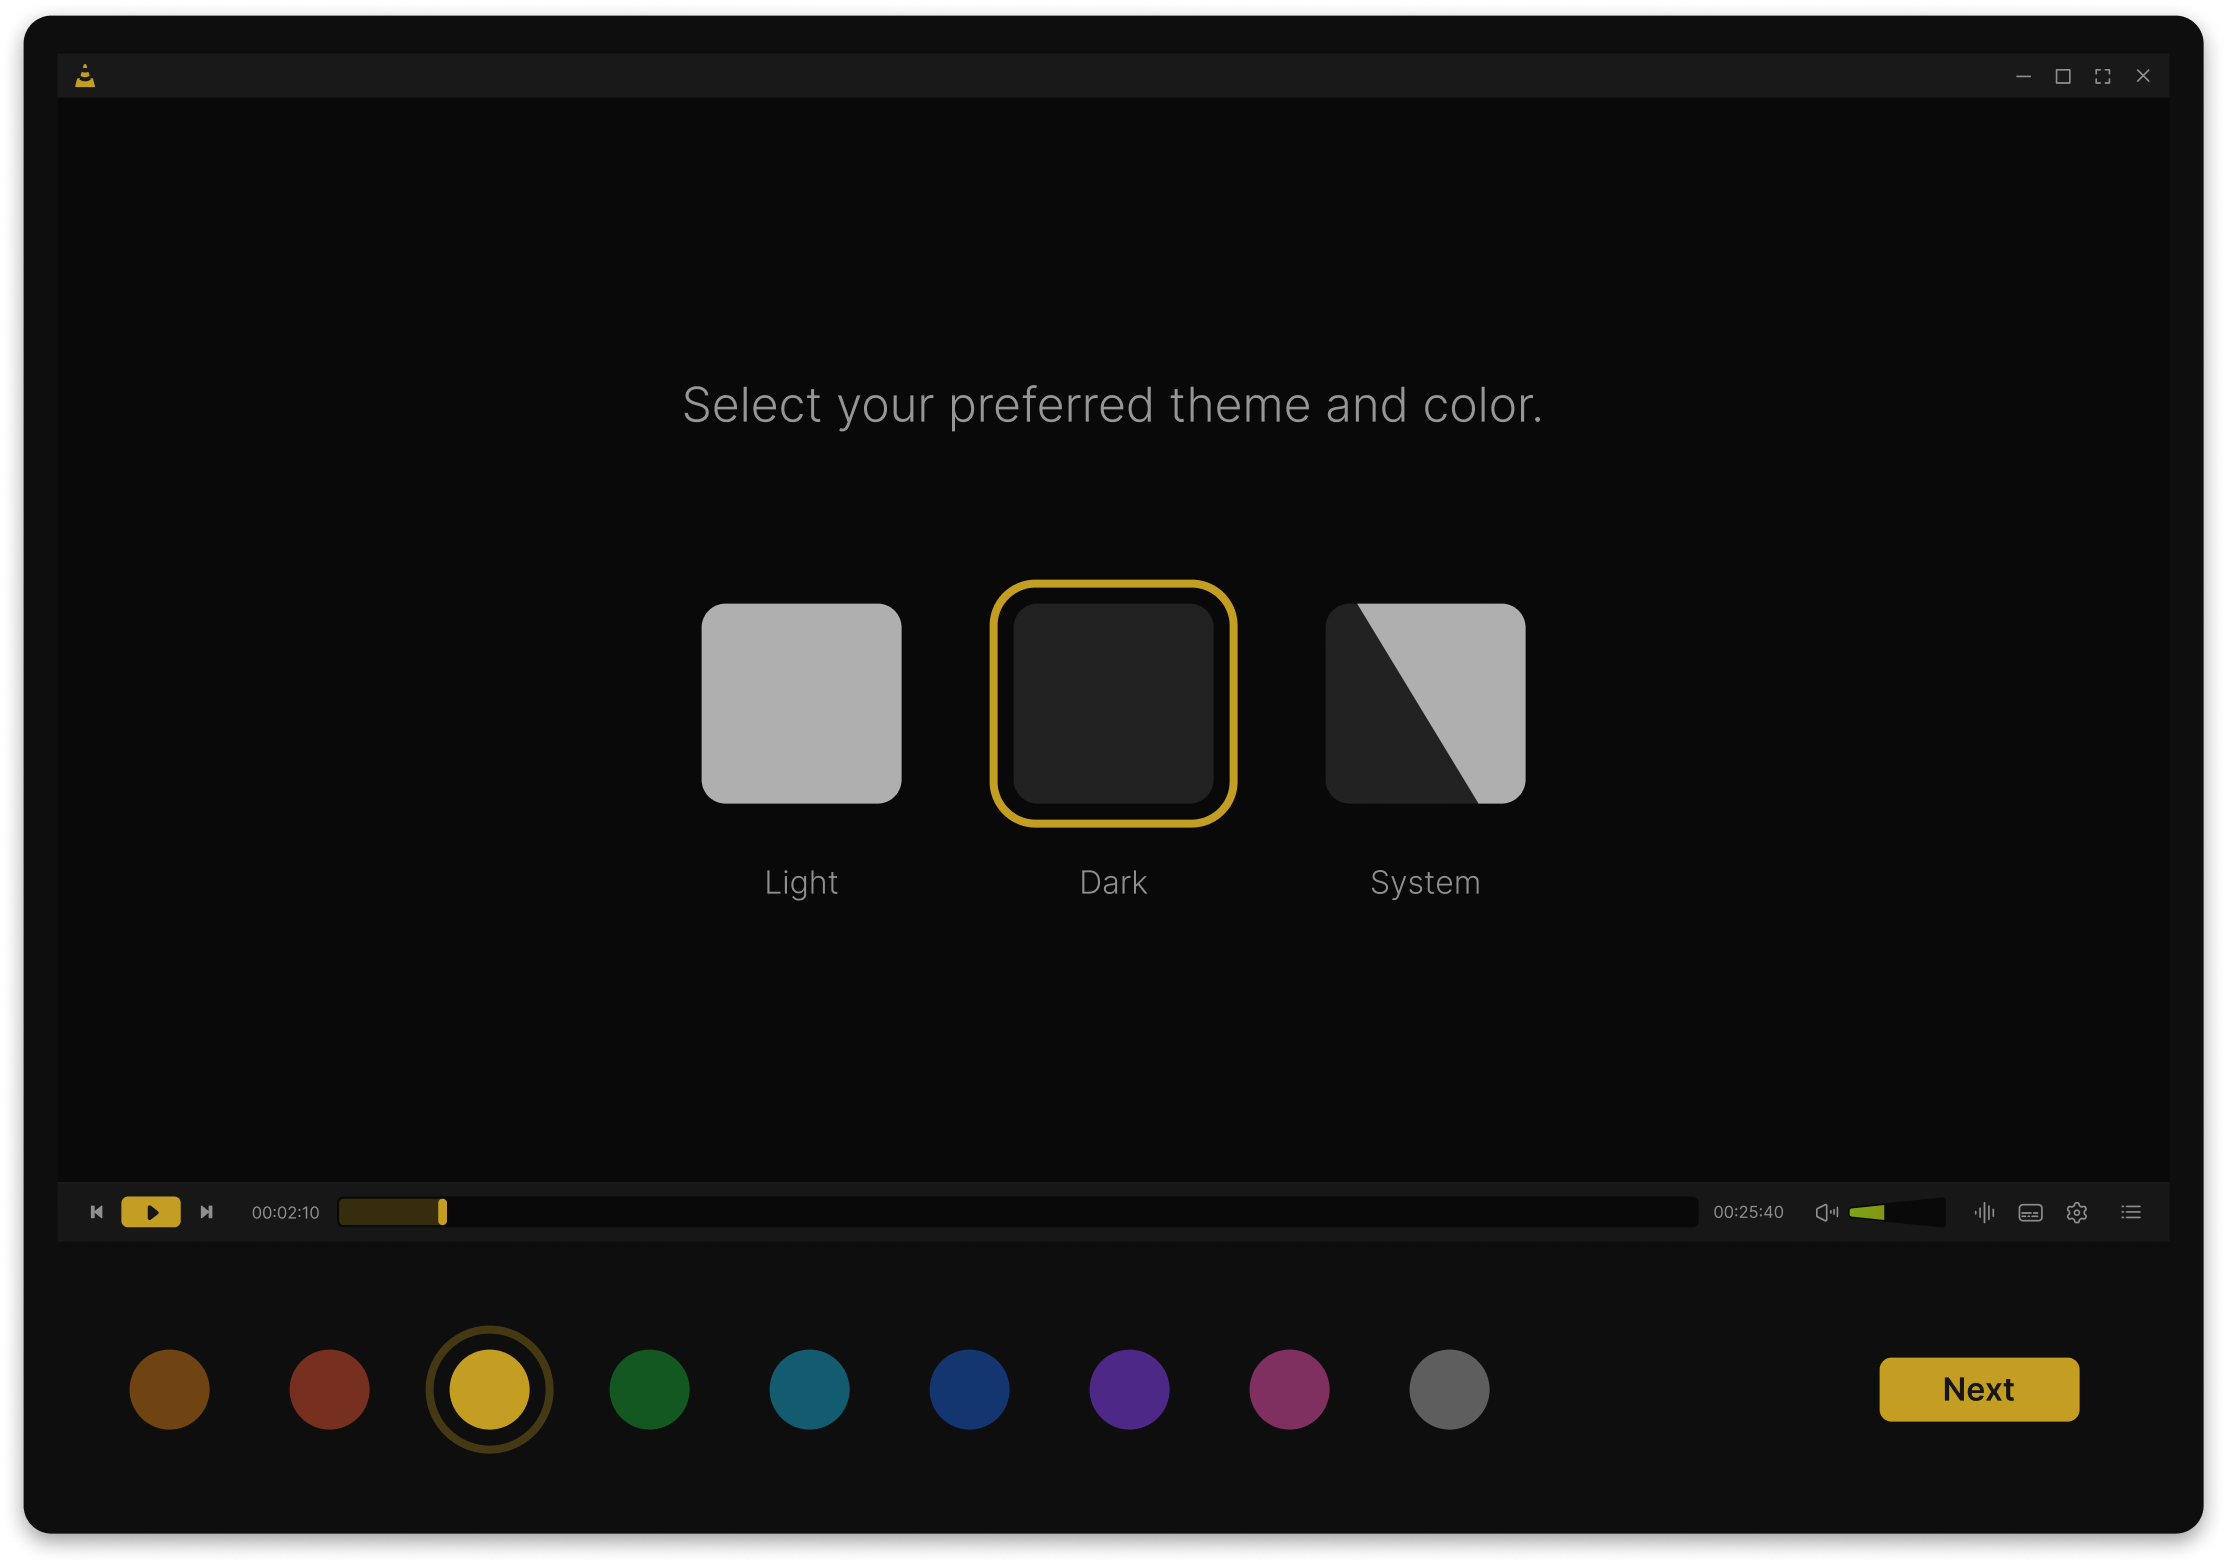 Select your preferred theme and color.
Light
Dark
System
00:02:10
00:25:40
Next